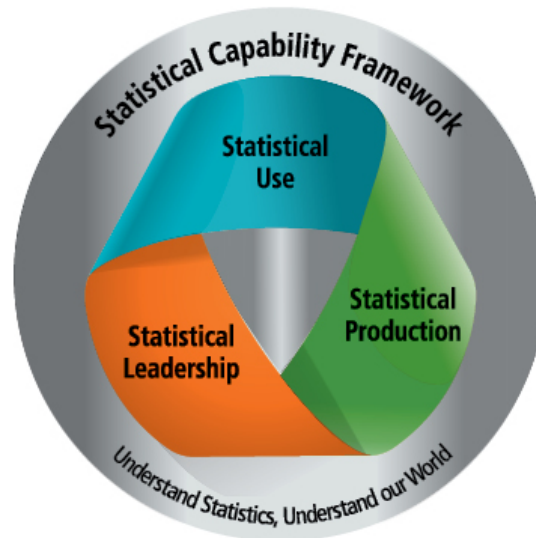 Statistical Capability Framework
Statistical
Use
Statistical
Production
Statistical
Leadership
Understand Statistics, Understand our World